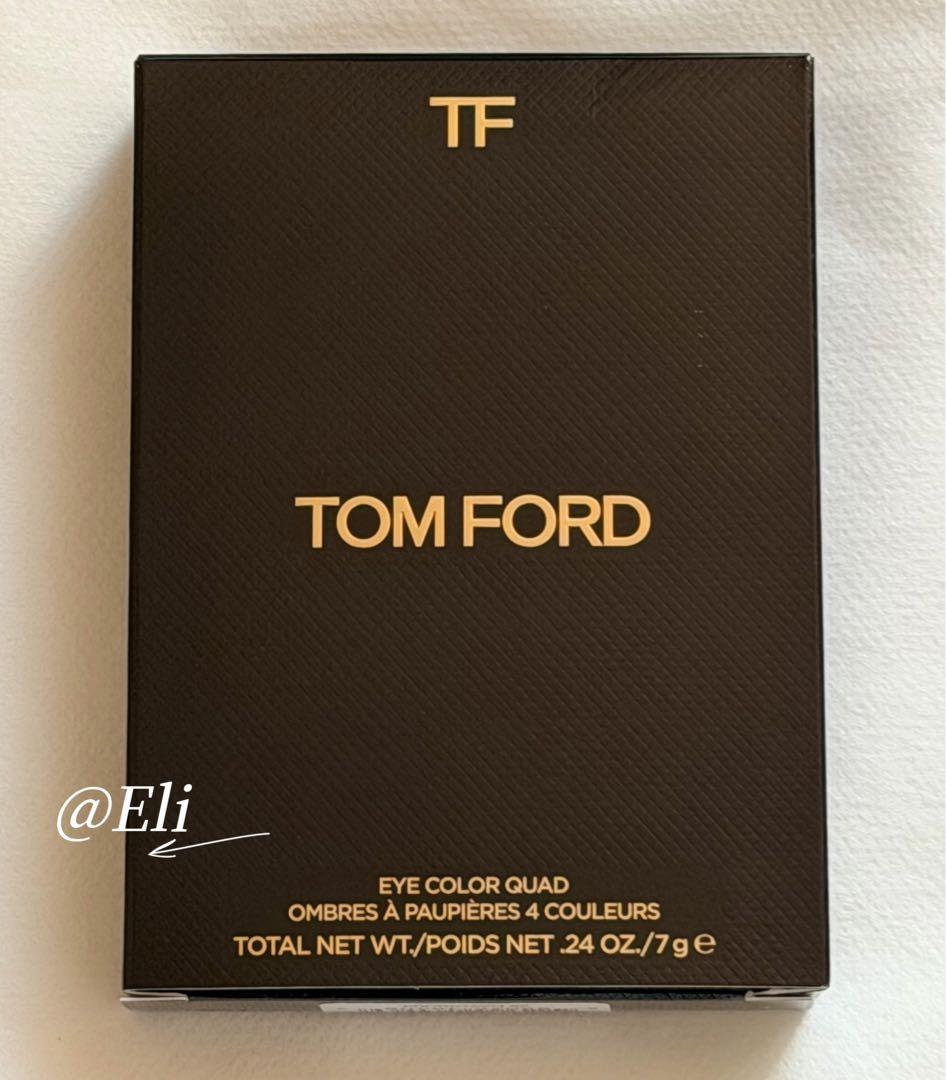 TF
TOM FORD
@Eli
EYE COLOR QUAD
OMBRES À PAUPIÈRES 4 COULEURS
TOTAL NET WT./POIDS NET .24 OZ./7 g ℮